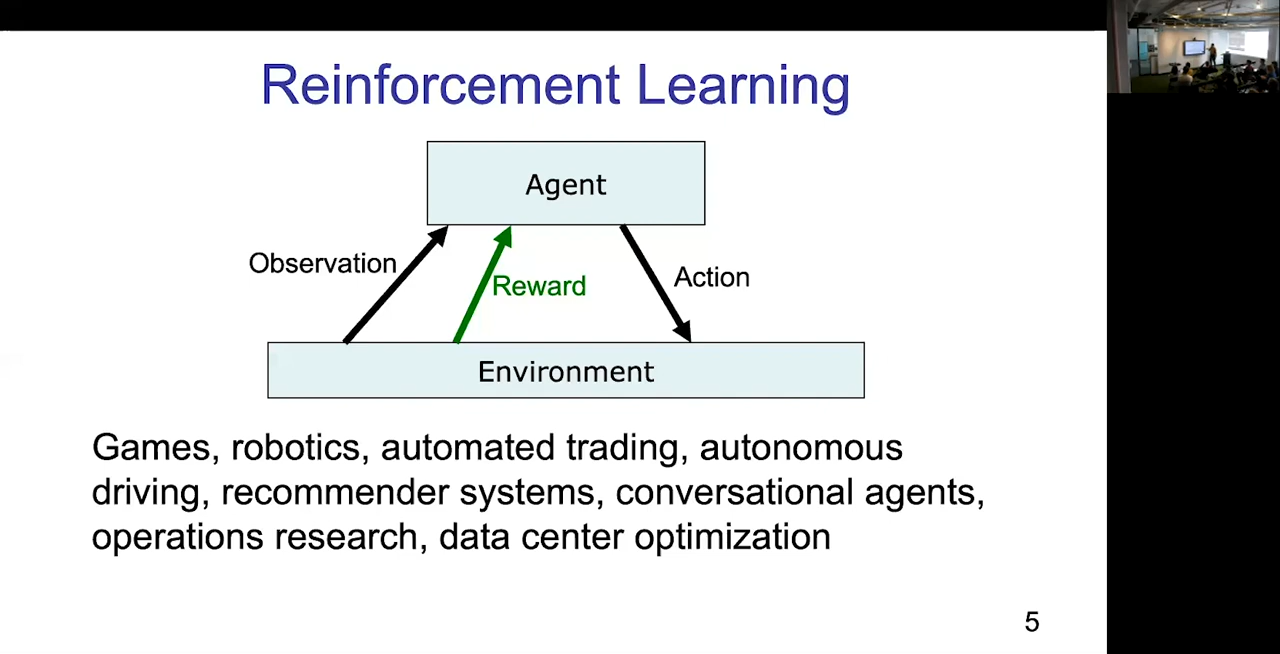 Reinforcement Learning
Agent
Observation
Reward
Action
Environment
Games, robotics, automated trading, autonomous
driving, recommender systems, conversational agents,
operations research, data center optimization
5